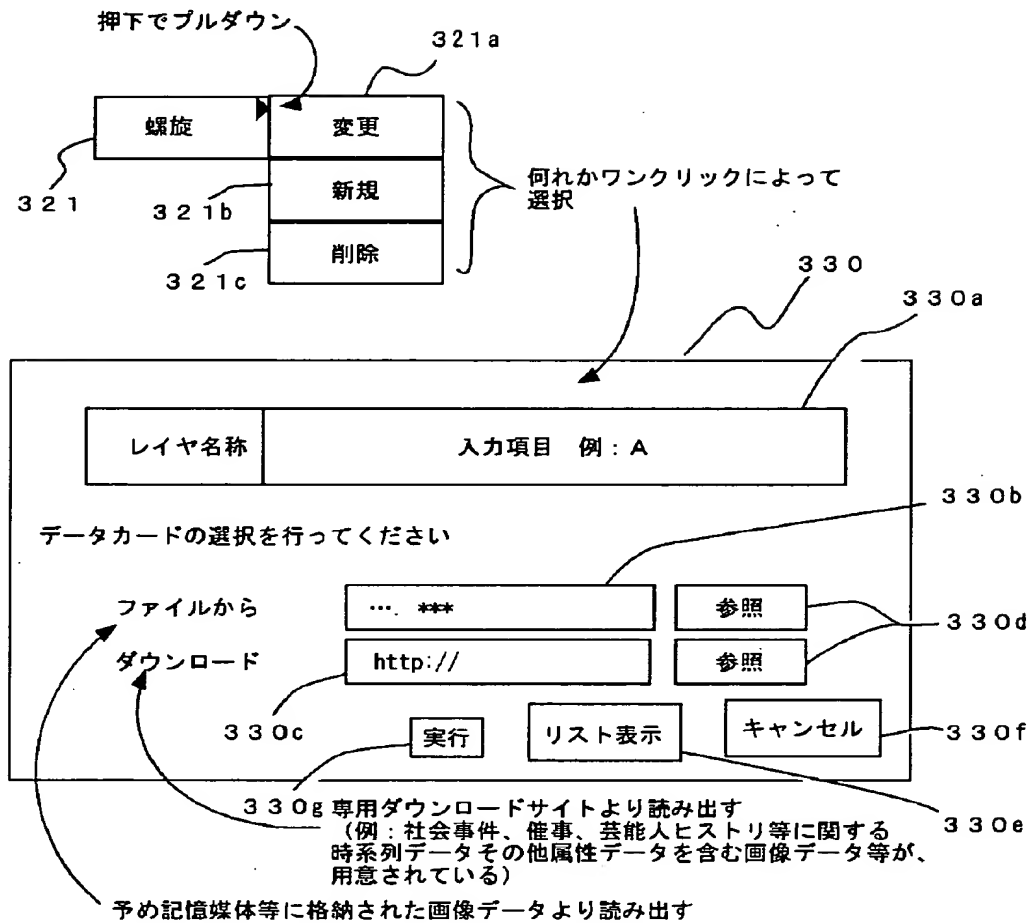 押下でプルダウン
321a
螺旋 変更
321 321b 新規
321c 削除
何れかワンクリックによって
選択
330
330a
レイヤ名称 入力項目 例:A
330b
データカードの選択を行ってください
ファイルから …. *** 参照
330d
ダウンロード http:// 参照
330c 実行 リスト表示 キャンセル 330f
330g 専用ダウンロードサイトより読み出す
(例:社会事件、催事、芸能人ヒストリ等に関する
330e
時系列データその他属性データを含む画像データ等が、
用意されている)
予め記憶媒体等に格納された画像データより読み出す